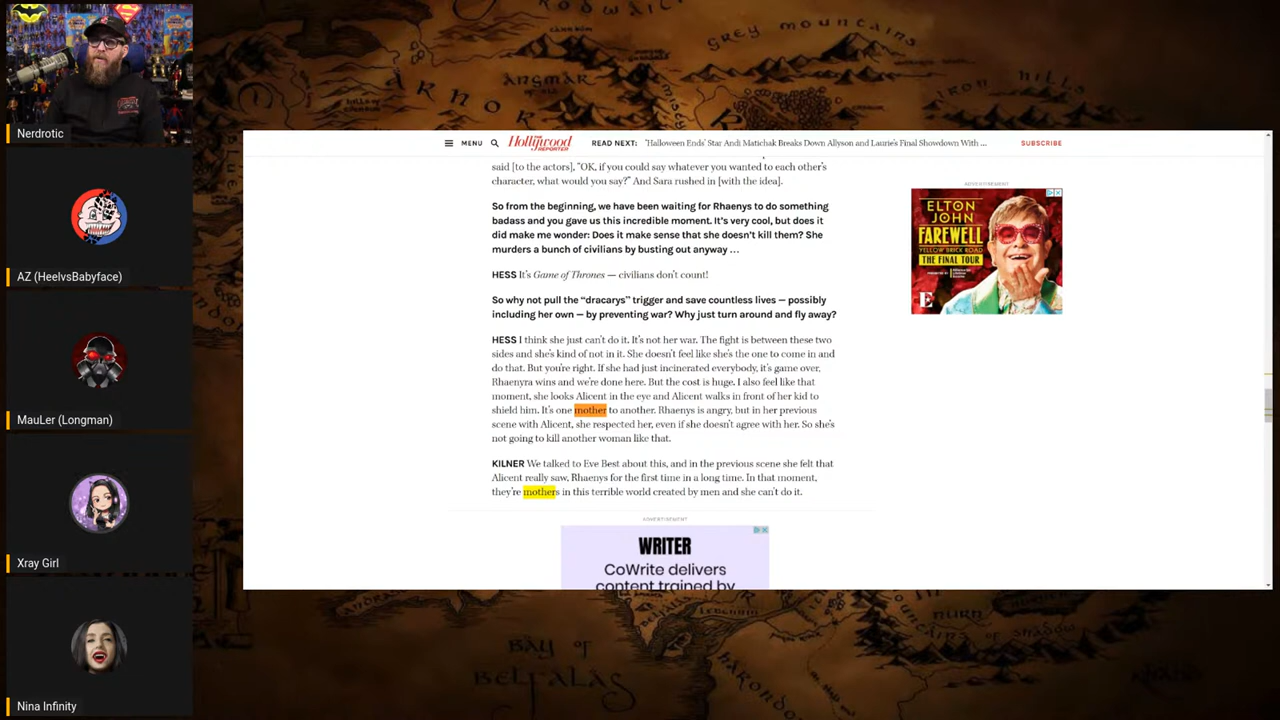 Nerdrotic
AZ (HeelvsBabyface)
MauLer (Longman)
Xray Girl
Nina Infinity
GREY MOUNTAINS
ANGMAR
IRON HILLS
MENU
The Hollywood REPORTER
READ NEXT: 'Halloween Ends' Star Andi Matichak Breaks Down Allyson and Laurie's Final Showdown With ...
SUBSCRIBE
said [to the actors], "OK, if you could say whatever you wanted to each other's
character, what would you say?" And Sara rushed in [with the idea].
So from the beginning, we have been waiting for Rhaenys to do something
badass and you gave us this incredible moment. It's very cool, but does it
did make me wonder: Does it make sense that she doesn't kill them? She
murders a bunch of civilians by busting out anyway …
HESS It's Game of Thrones — civilians don't count!
So why not pull the "dracarys" trigger and save countless lives — possibly
including her own — by preventing war? Why just turn around and fly away?
HESS I think she just can't do it. It's not her war. The fight is between these two
sides and she's kind of not in it. She doesn't feel like she's the one to come in and
do that. But you're right. If she had just incinerated everybody, it's game over,
Rhaenyra wins and we're done here. But the cost is huge. I also feel like that
moment, she looks Alicent in the eye and Alicent walks in front of her kid to
shield him. It's one mother to another. Rhaenys is angry, but in her previous
scene with Alicent, she respected her, even if she doesn't agree with her. So she's
not going to kill another woman like that.
KILNER We talked to Eve Best about this, and in the previous scene she felt that
Alicent really saw, Rhaenys for the first time in a long time. In that moment,
they're mothers in this terrible world created by men and she can't do it.
ADVERTISEMENT
WRITER
CoWrite delivers
content trained by
ADVERTISEMENT
ELTON
JOHN
FAREWELL
YELLOW BRICK ROAD
THE FINAL TOUR
E
BAY OF
BELFALAS